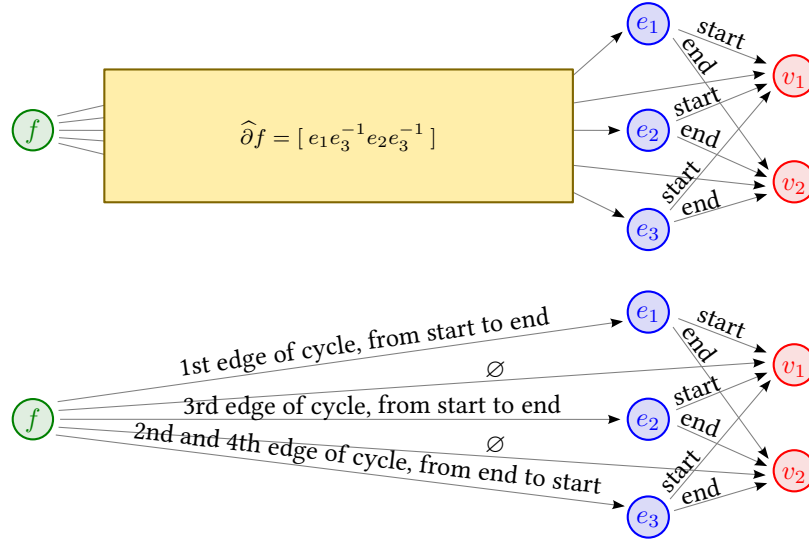 e₁
start
end
v₁
f
∂̂f = [ e₁e₃⁻¹e₂e₃⁻¹ ]
start
e₂
end
start
v₂
end
e₃
e₁
1st edge of cycle, from start to end
start
end
∅
v₁
f
3rd edge of cycle, from start to end
start
e₂
end
2nd and 4th edge of cycle, from end to start
∅
v₂
start
end
e₃